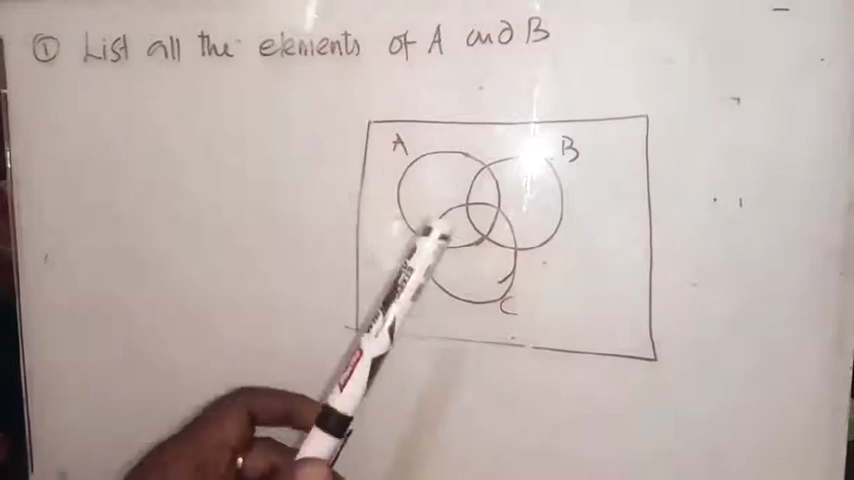 ① List all the elements of A and B
A
B
C